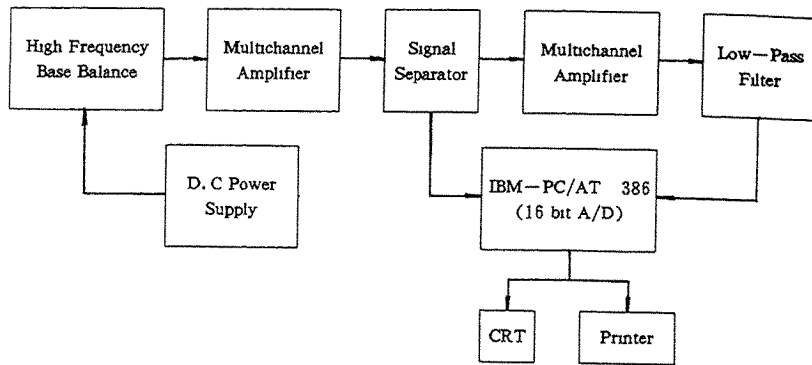 High Frequency
Base Balance
Multichannel
Amplifier
Signal
Separator
Multichannel
Amplifier
Low—Pass
Filter
D. C Power
Supply
IBM—PC/AT 386
(16 bit A/D)
CRT
Printer